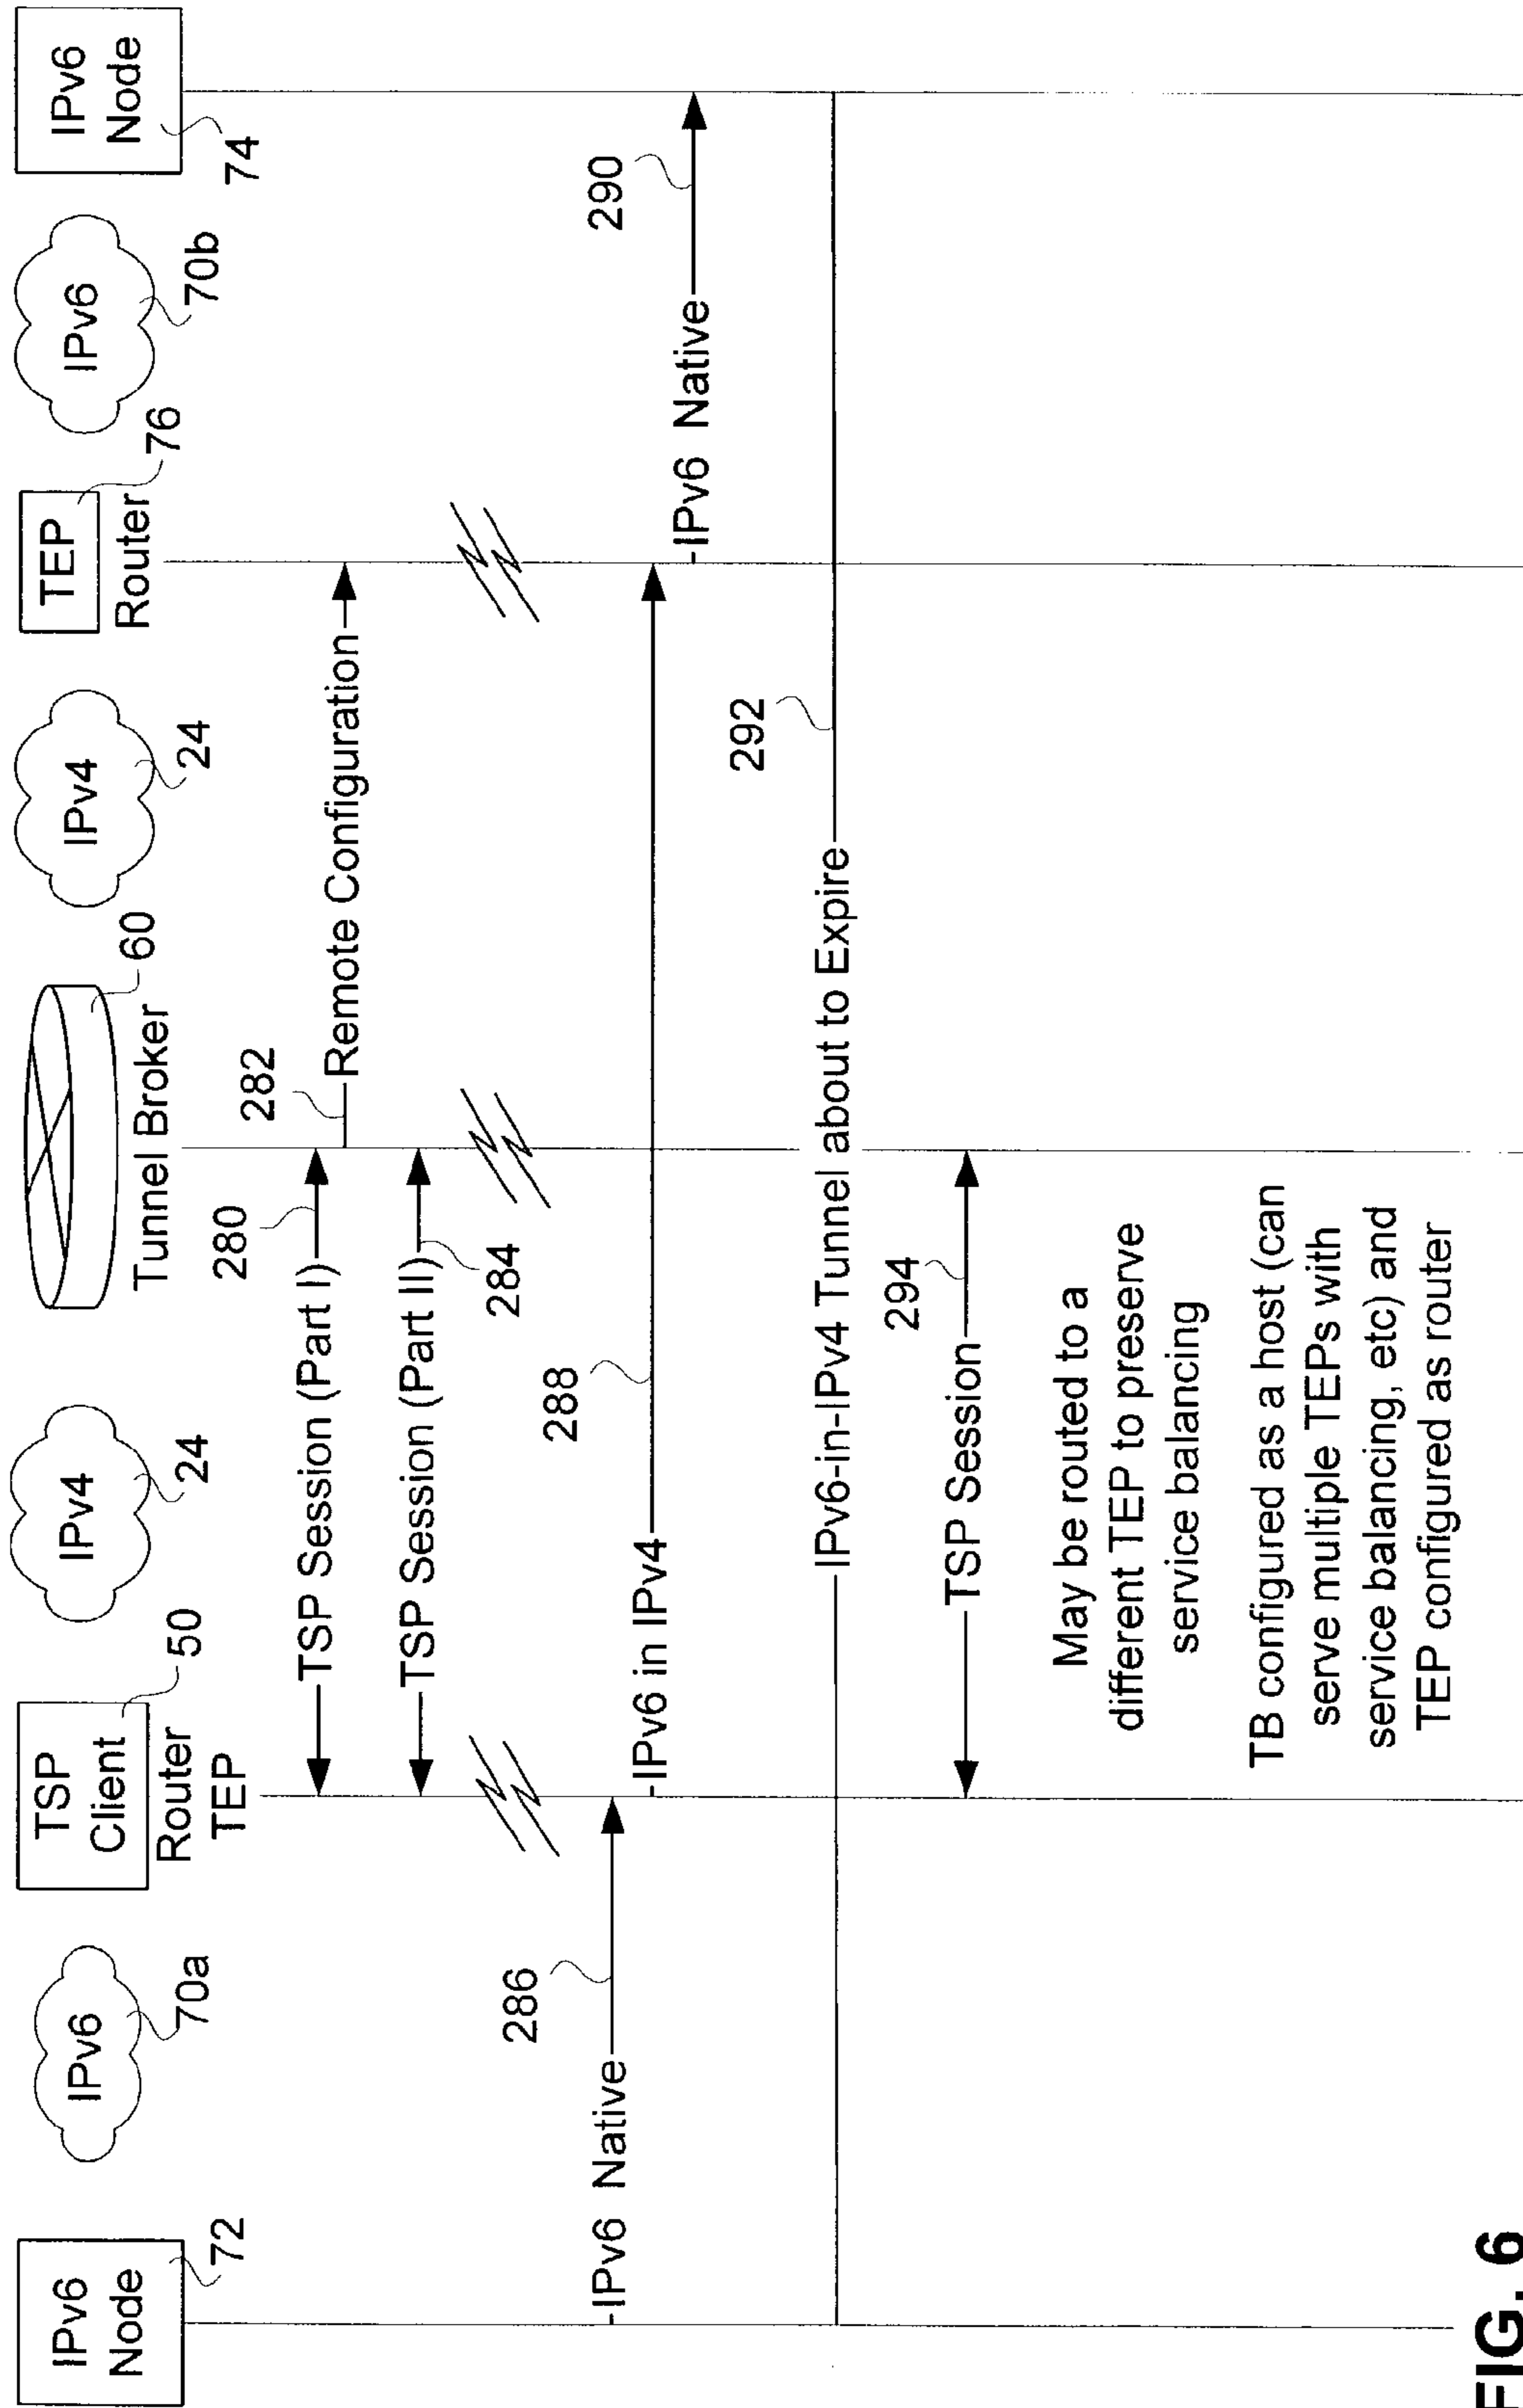 IPv6
Node
72
IPv6
70a
TSP
Client
50
Router
TEP
IPv4
24
Tunnel Broker
60
IPv4
24
TEP
76
Router
IPv6
70b
IPv6
Node
74
TSP Session (Part I)
280
282
Remote Configuration
TSP Session (Part II)
284
IPv6 Native
286
IPv6 in IPv4
288
IPv6 Native
290
IPv6-in-IPv4 Tunnel about to Expire
292
TSP Session
294
May be routed to a
different TEP to preserve
service balancing
TB configured as a host (can
serve multiple TEPs with
service balancing, etc) and
TEP configured as router
FIG. 6